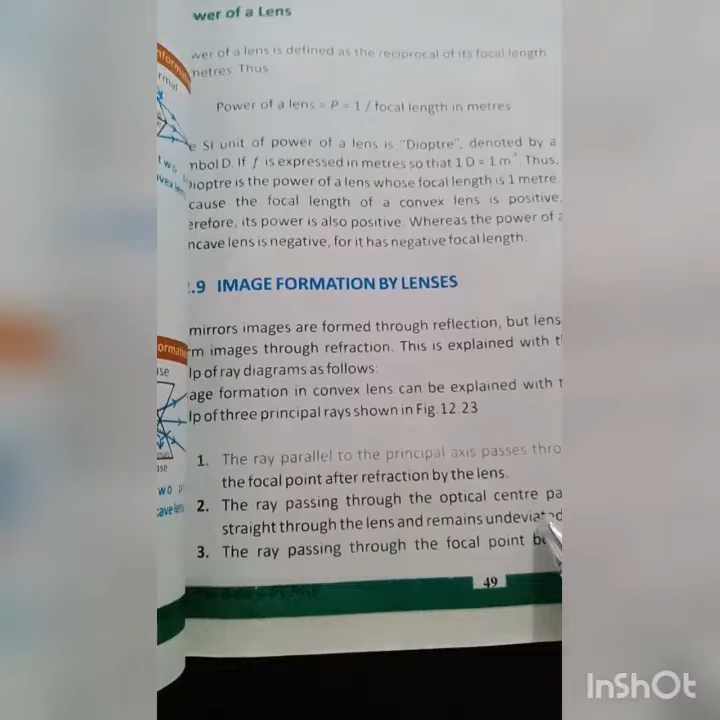 wer of a Lens
wer of a lens is defined as the reciprocal of its focal length
metres. Thus
Power of a lens = P = 1 / focal length in metres
e SI unit of power of a lens is "Dioptre", denoted by a
mbol D. If f is expressed in metres so that 1 D = 1 m⁻¹. Thus,
Dioptre is the power of a lens whose focal length is 1 metre.
cause the focal length of a convex lens is positive,
erefore, its power is also positive. Whereas the power of a
ncave lens is negative, for it has negative focal length.
.9 IMAGE FORMATION BY LENSES
mirrors images are formed through reflection, but lens
rm images through refraction. This is explained with t
lp of ray diagrams as follows:
age formation in convex lens can be explained with t
lp of three principal rays shown in Fig. 12.23
1. The ray parallel to the principal axis passes thro
the focal point after refraction by the lens.
2. The ray passing through the optical centre pa
straight through the lens and remains undeviated
3. The ray passing through the focal point be
49
InShOt